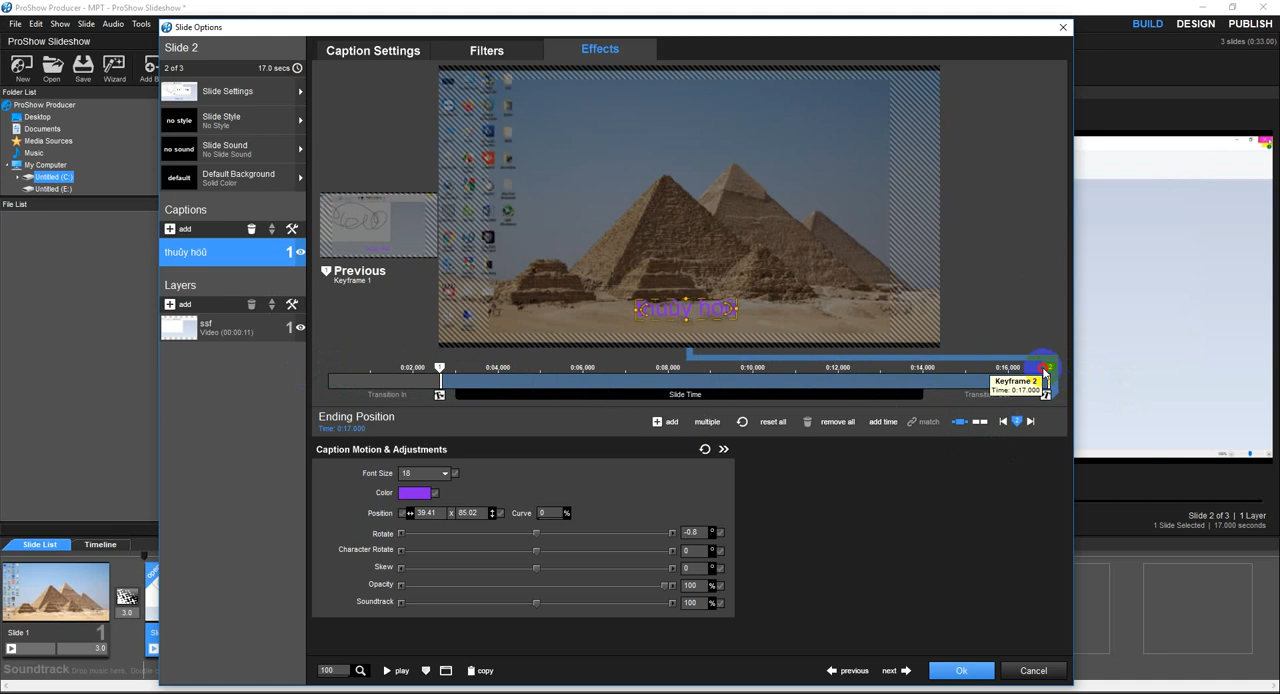 ProShow Producer - MPT - ProShow Slideshow *
File Edit Show Slide Audio Tools
BUILD DESIGN PUBLISH
ProShow Slideshow
3 slides (0:33.00)
New Open Save Wizard
Folder List
ProShow Producer
Desktop
Documents
Media Sources
Music
My Computer
Untitled (C:)
Untitled (E:)
File List
Slide Options
Slide 2
2 of 3 17.0 secs
Slide Settings
no style Slide Style
No Style
no sound Slide Sound
No Slide Sound
default Default Background
Solid Color
Captions
add
thuûy höû 1
Layers
add
ssf 1
Video (00:00:11)
Caption Settings Filters Effects
1 Previous
Keyframe 1
1 2
0:02.000 0:04.000 0:06.000 0:08.000 0:10.000 0:12.000 0:14.000 0:16.000
Keyframe 2
Time: 0:17.000
Transition In Slide Time
Ending Position
Time: 0:17.000
add multiple reset all remove all add time match 2
Caption Motion & Adjustments
Font Size 18
Color
Position 39.41 x 85.02 Curve 0 %
Rotate -0.8 °
Character Rotate 0 °
Skew 0 °
Opacity 100 %
Soundtrack 100 %
100 play copy previous next Ok Cancel
Slide 2 of 3 | 1 Layer
1 Slide Selected | 17.000 seconds
Slide List Timeline
3.0
Slide 1 1
3.0
Soundtrack Drop music here.